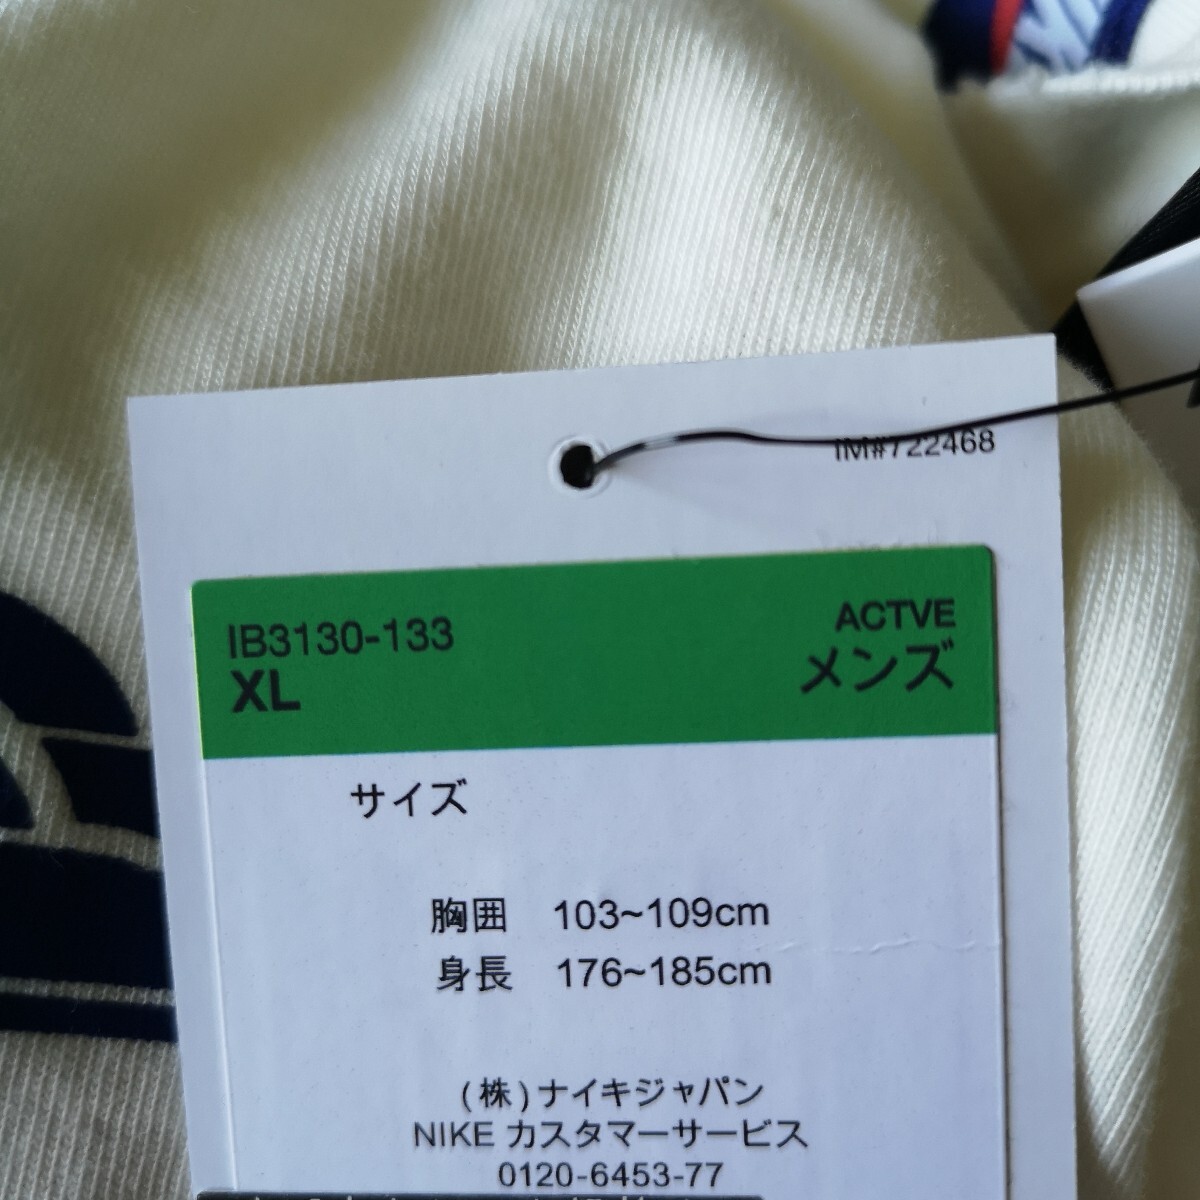 IM#722468
IB3130-133
ACTVE
XL
メンズ
サイズ
胸囲 103~109cm
身長 176~185cm
(株)ナイキジャパン
NIKE カスタマーサービス
0120-6453-77